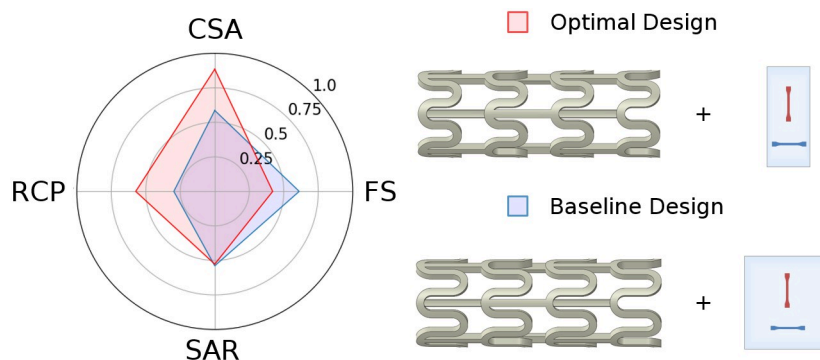 CSA
Optimal Design
1.0
0.75
0.5
0.25
+
RCP
FS
Baseline Design
+
SAR